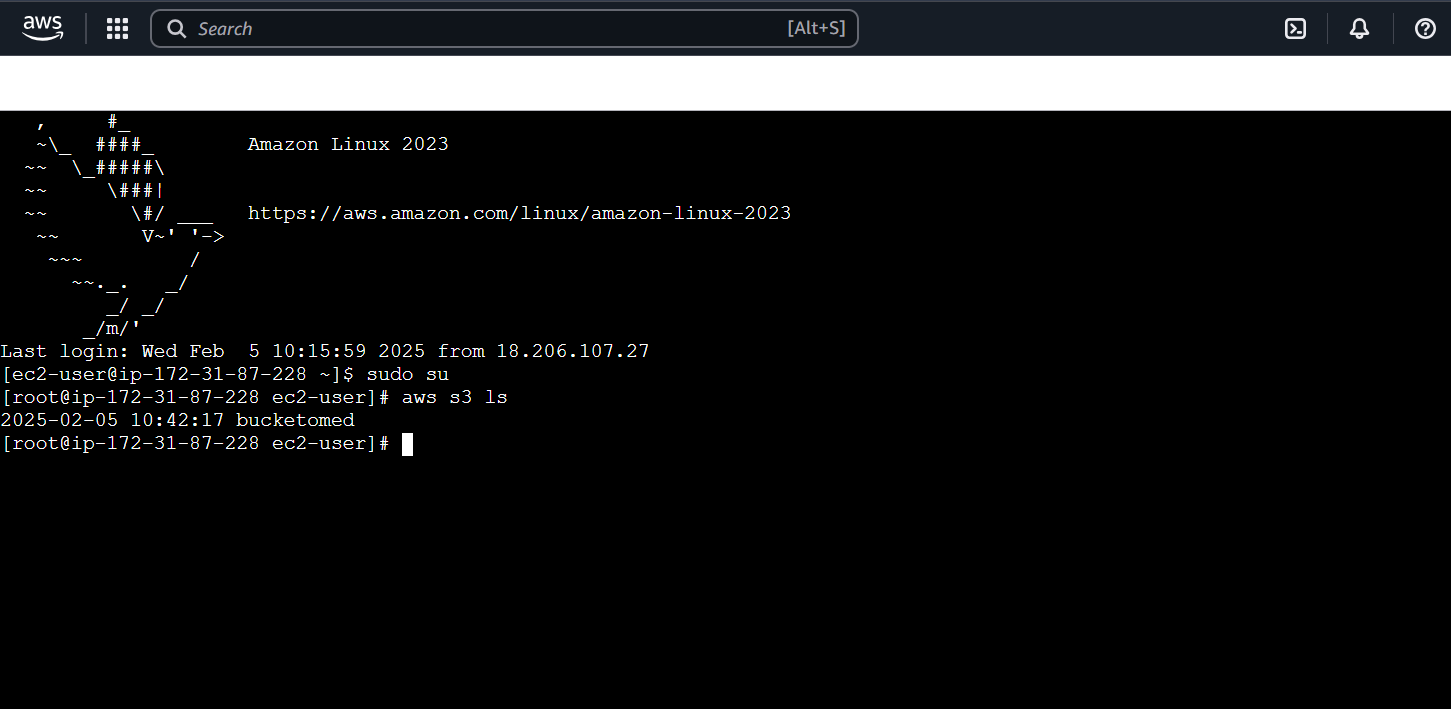 aws
Search [Alt+S]
   ,     #_
   ~\_  ####_        Amazon Linux 2023
  ~~  \_#####\
  ~~     \###|
  ~~       \#/ ___   https://aws.amazon.com/linux/amazon-linux-2023
   ~~       V~' '->
    ~~~         /
      ~~._.   _/
         _/ _/
       _/m/'
Last login: Wed Feb  5 10:15:59 2025 from 18.206.107.27
[ec2-user@ip-172-31-87-228 ~]$ sudo su
[root@ip-172-31-87-228 ec2-user]# aws s3 ls
2025-02-05 10:42:17 bucketomed
[root@ip-172-31-87-228 ec2-user]#